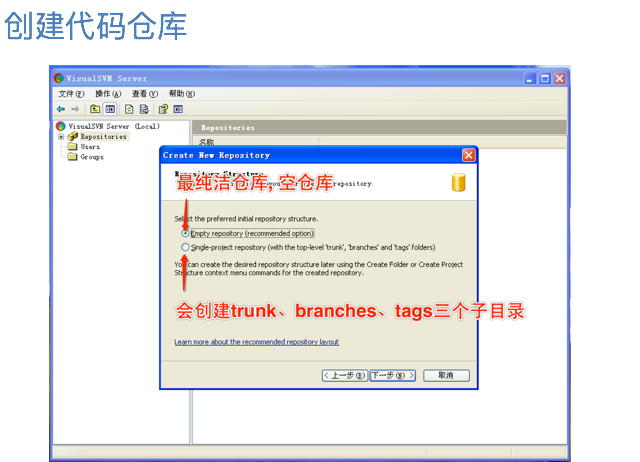 创建代码仓库
VisualSVN Server
文件(F) 操作(A) 查看(V) 帮助(H)
VisualSVN Server (Local)
Repositories
Users
Groups
Repositories
名称
Create New Repository
Repository Structure
最纯洁仓库, 空仓库
repository.
Select the preferred initial repository structure.
Empty repository (recommended option)
Single-project repository (with the top-level 'trunk', 'branches' and 'tags' folders)
You can create the desired repository structure later using the Create Folder or Create Project
Structure context menu commands for the created repository.
会创建trunk、branches、tags三个子目录
Learn more about the recommended repository layout
< 上一步(B) 下一步(N) > 取消